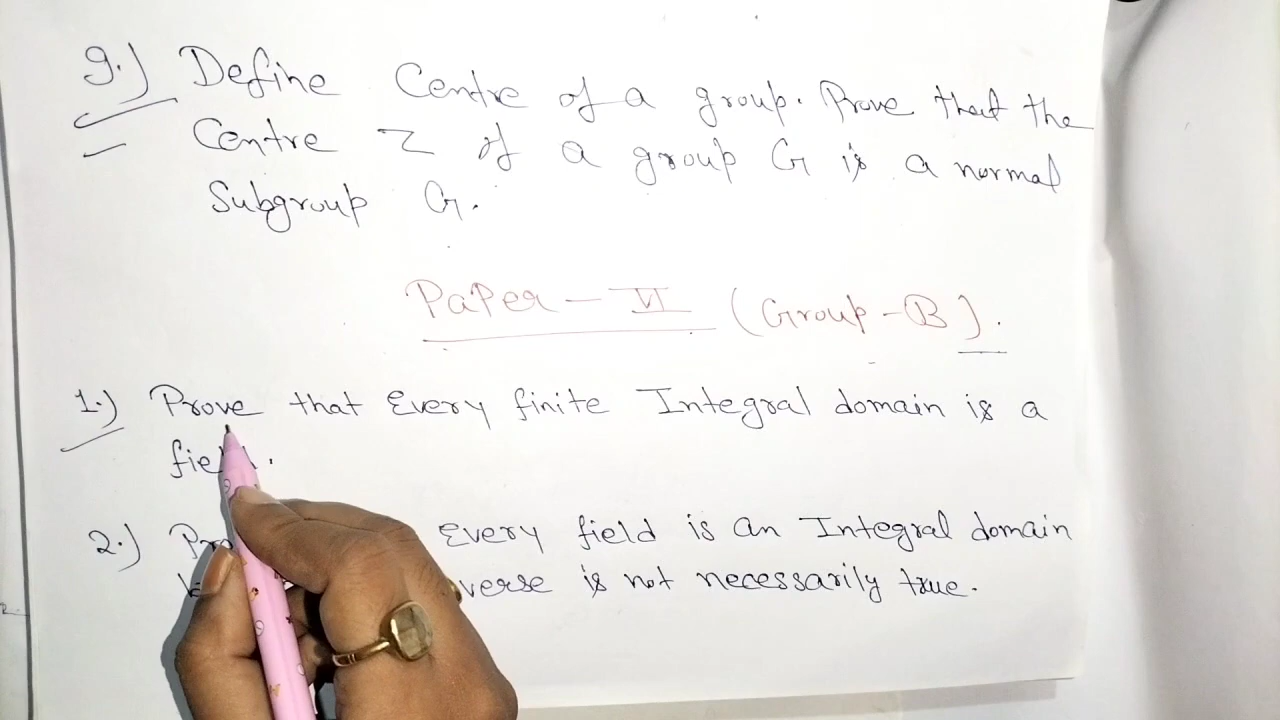 9.) Define Centre of a group. Prove that the
Centre Z of a group G is a normal
Subgroup G.
Paper - VI (Group - B).
1.) Prove that Every finite Integral domain is a
2.) Every field is an Integral domain
verse is not necessarily true.